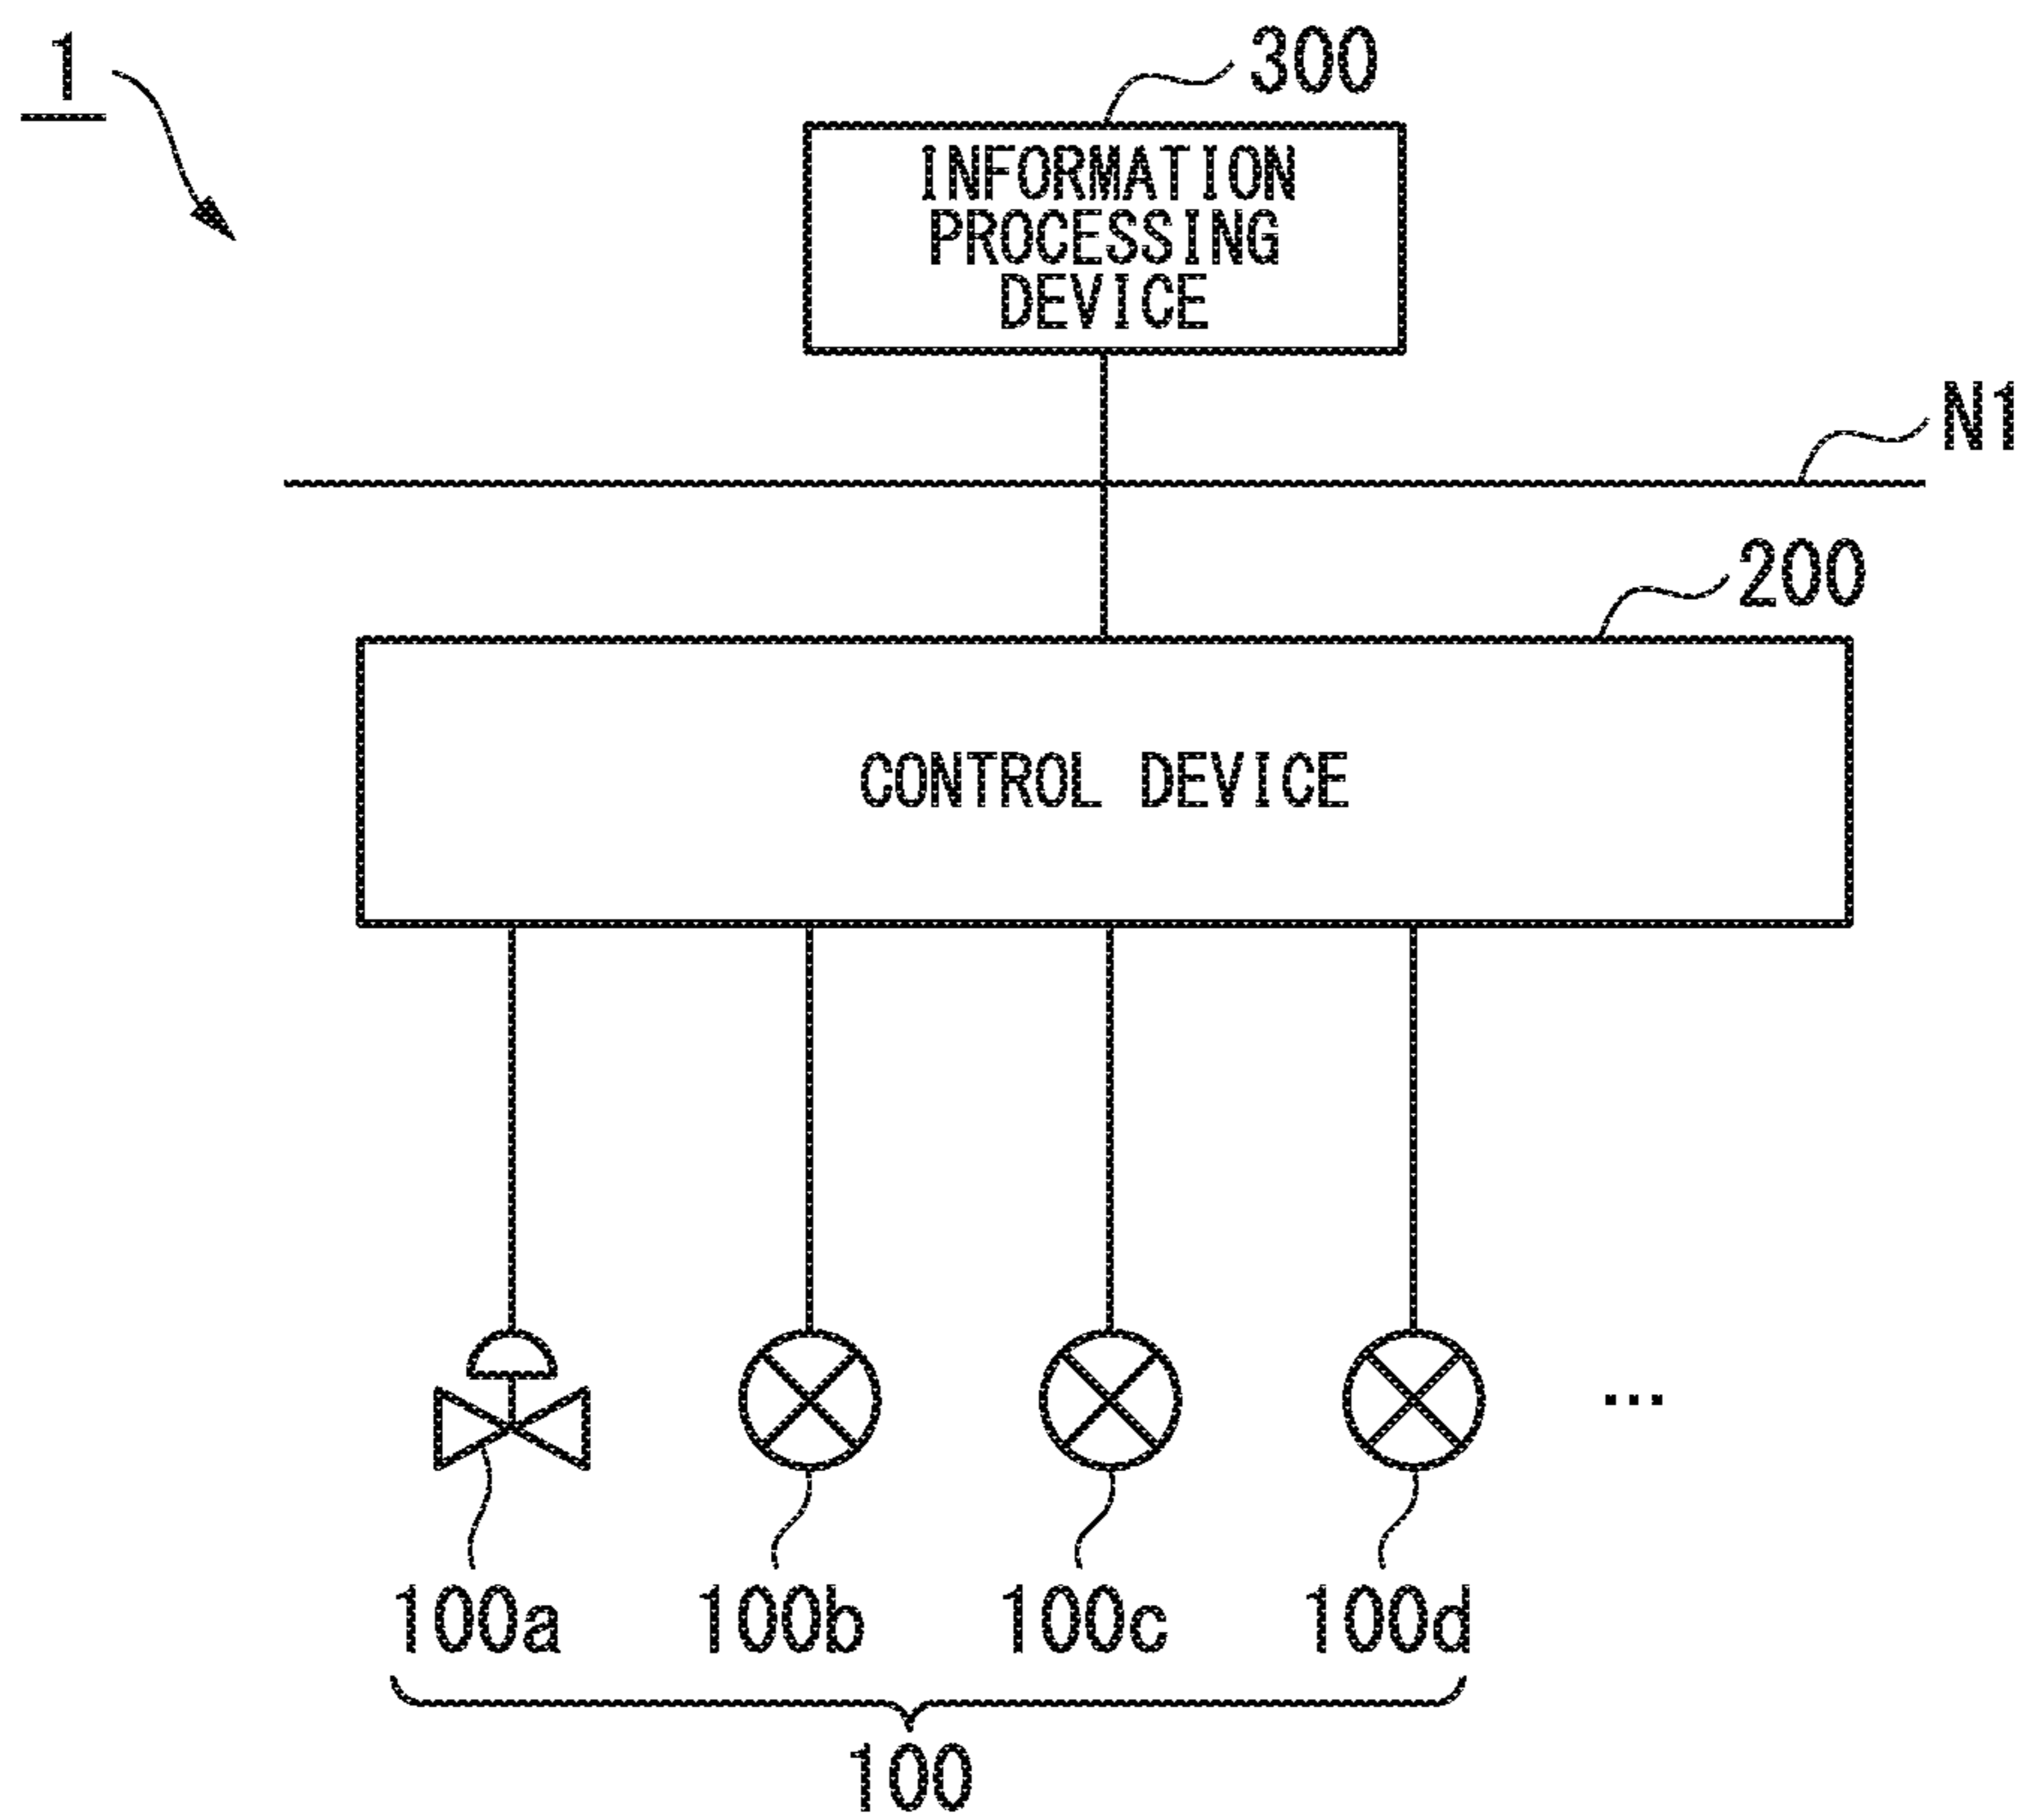 1
300
INFORMATION
PROCESSING
DEVICE
N1
200
CONTROL DEVICE
...
100a 100b 100c 100d
100